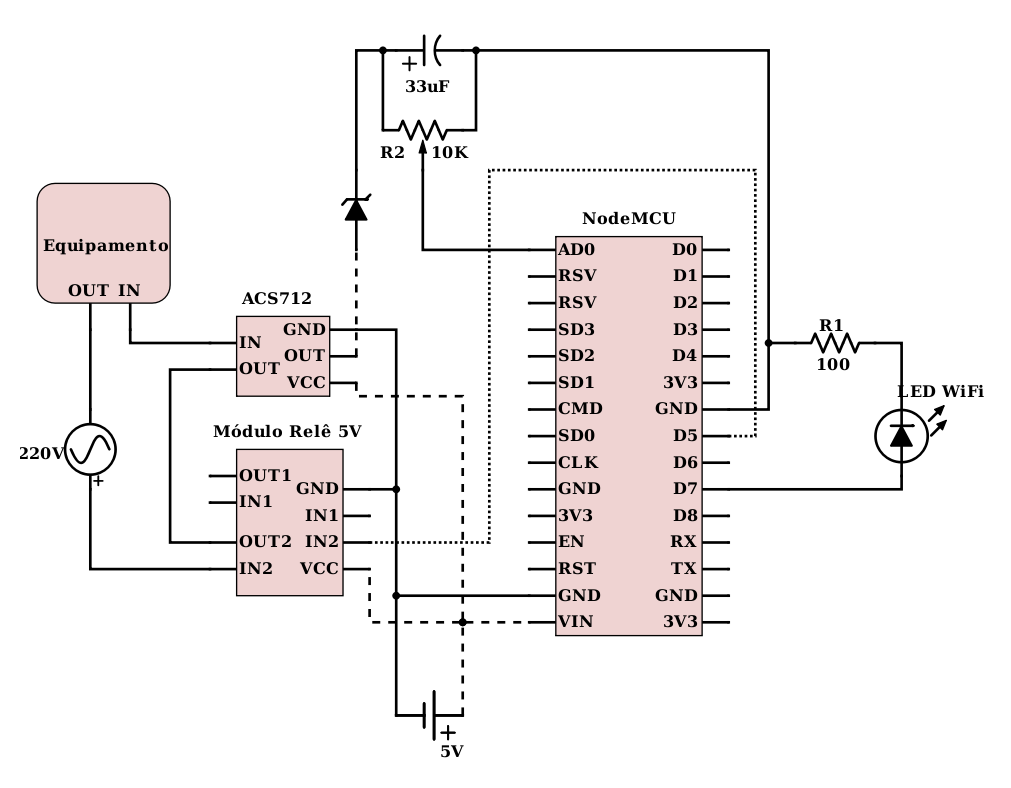 +
33uF
R2 10K
NodeMCU
Equipamento
OUT IN
ACS712
IN
OUT
GND
OUT
VCC
Módulo Relê 5V
OUT1
IN1
OUT2
IN2
GND
IN1
IN2
VCC
220V
+
AD0
RSV
RSV
SD3
SD2
SD1
CMD
SD0
CLK
GND
3V3
EN
RST
GND
VIN
D0
D1
D2
D3
D4
3V3
GND
D5
D6
D7
D8
RX
TX
GND
3V3
R1
100
LED WiFi
+
5V